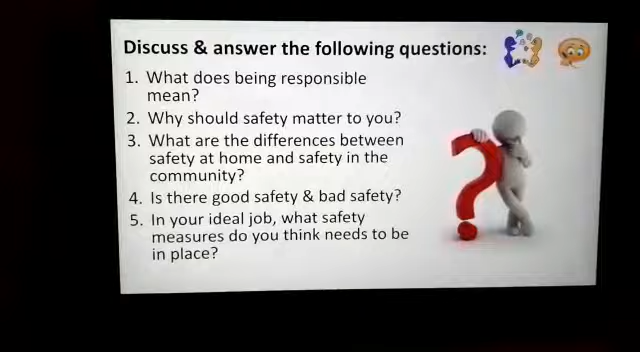 Discuss & answer the following questions:
1. What does being responsible
mean?
2. Why should safety matter to you?
3. What are the differences between
safety at home and safety in the
community?
4. Is there good safety & bad safety?
5. In your ideal job, what safety
measures do you think needs to be
in place?